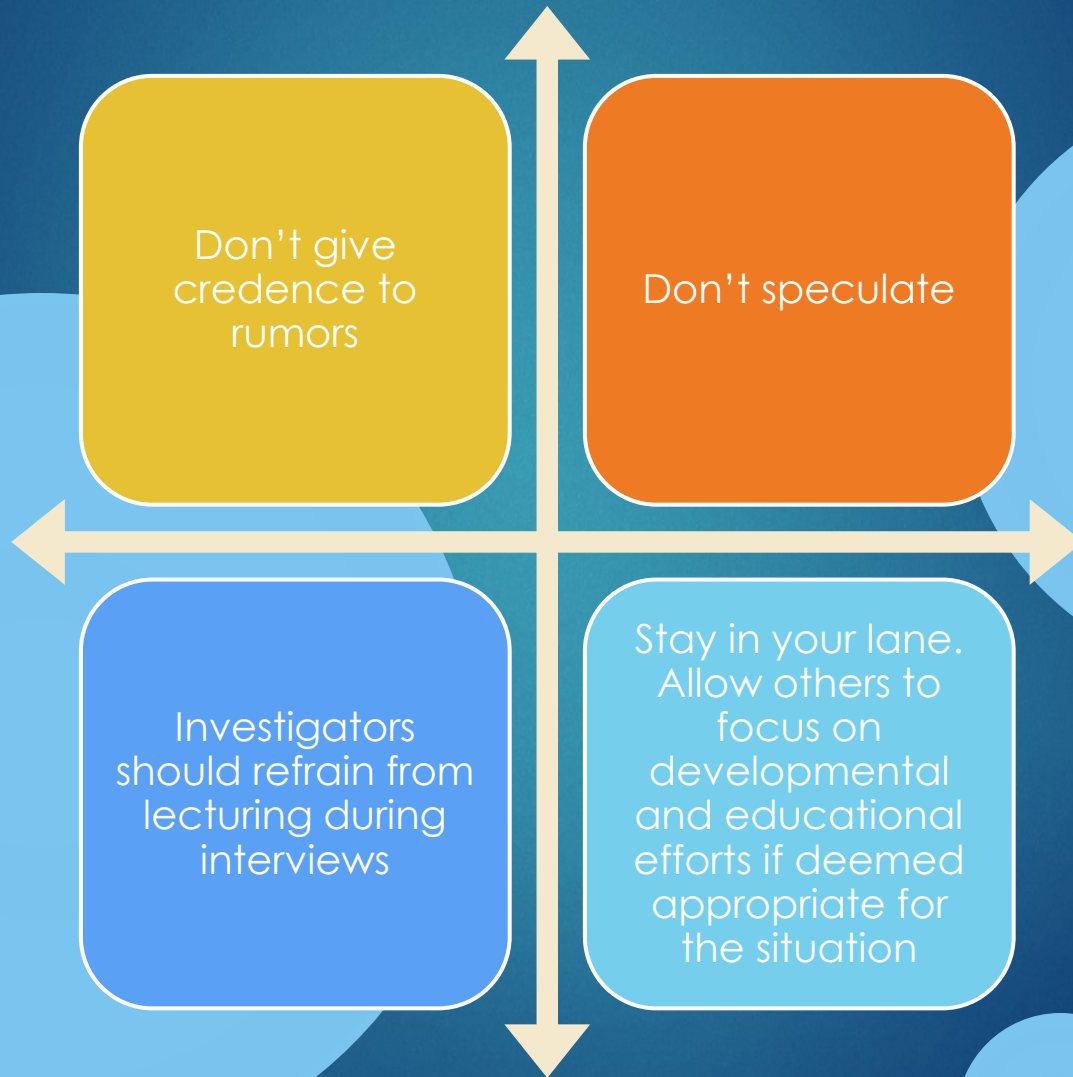 Don’t give
credence to
rumors
Don’t speculate
Investigators
should refrain from
lecturing during
interviews
Stay in your lane.
Allow others to
focus on
developmental
and educational
efforts if deemed
appropriate for
the situation